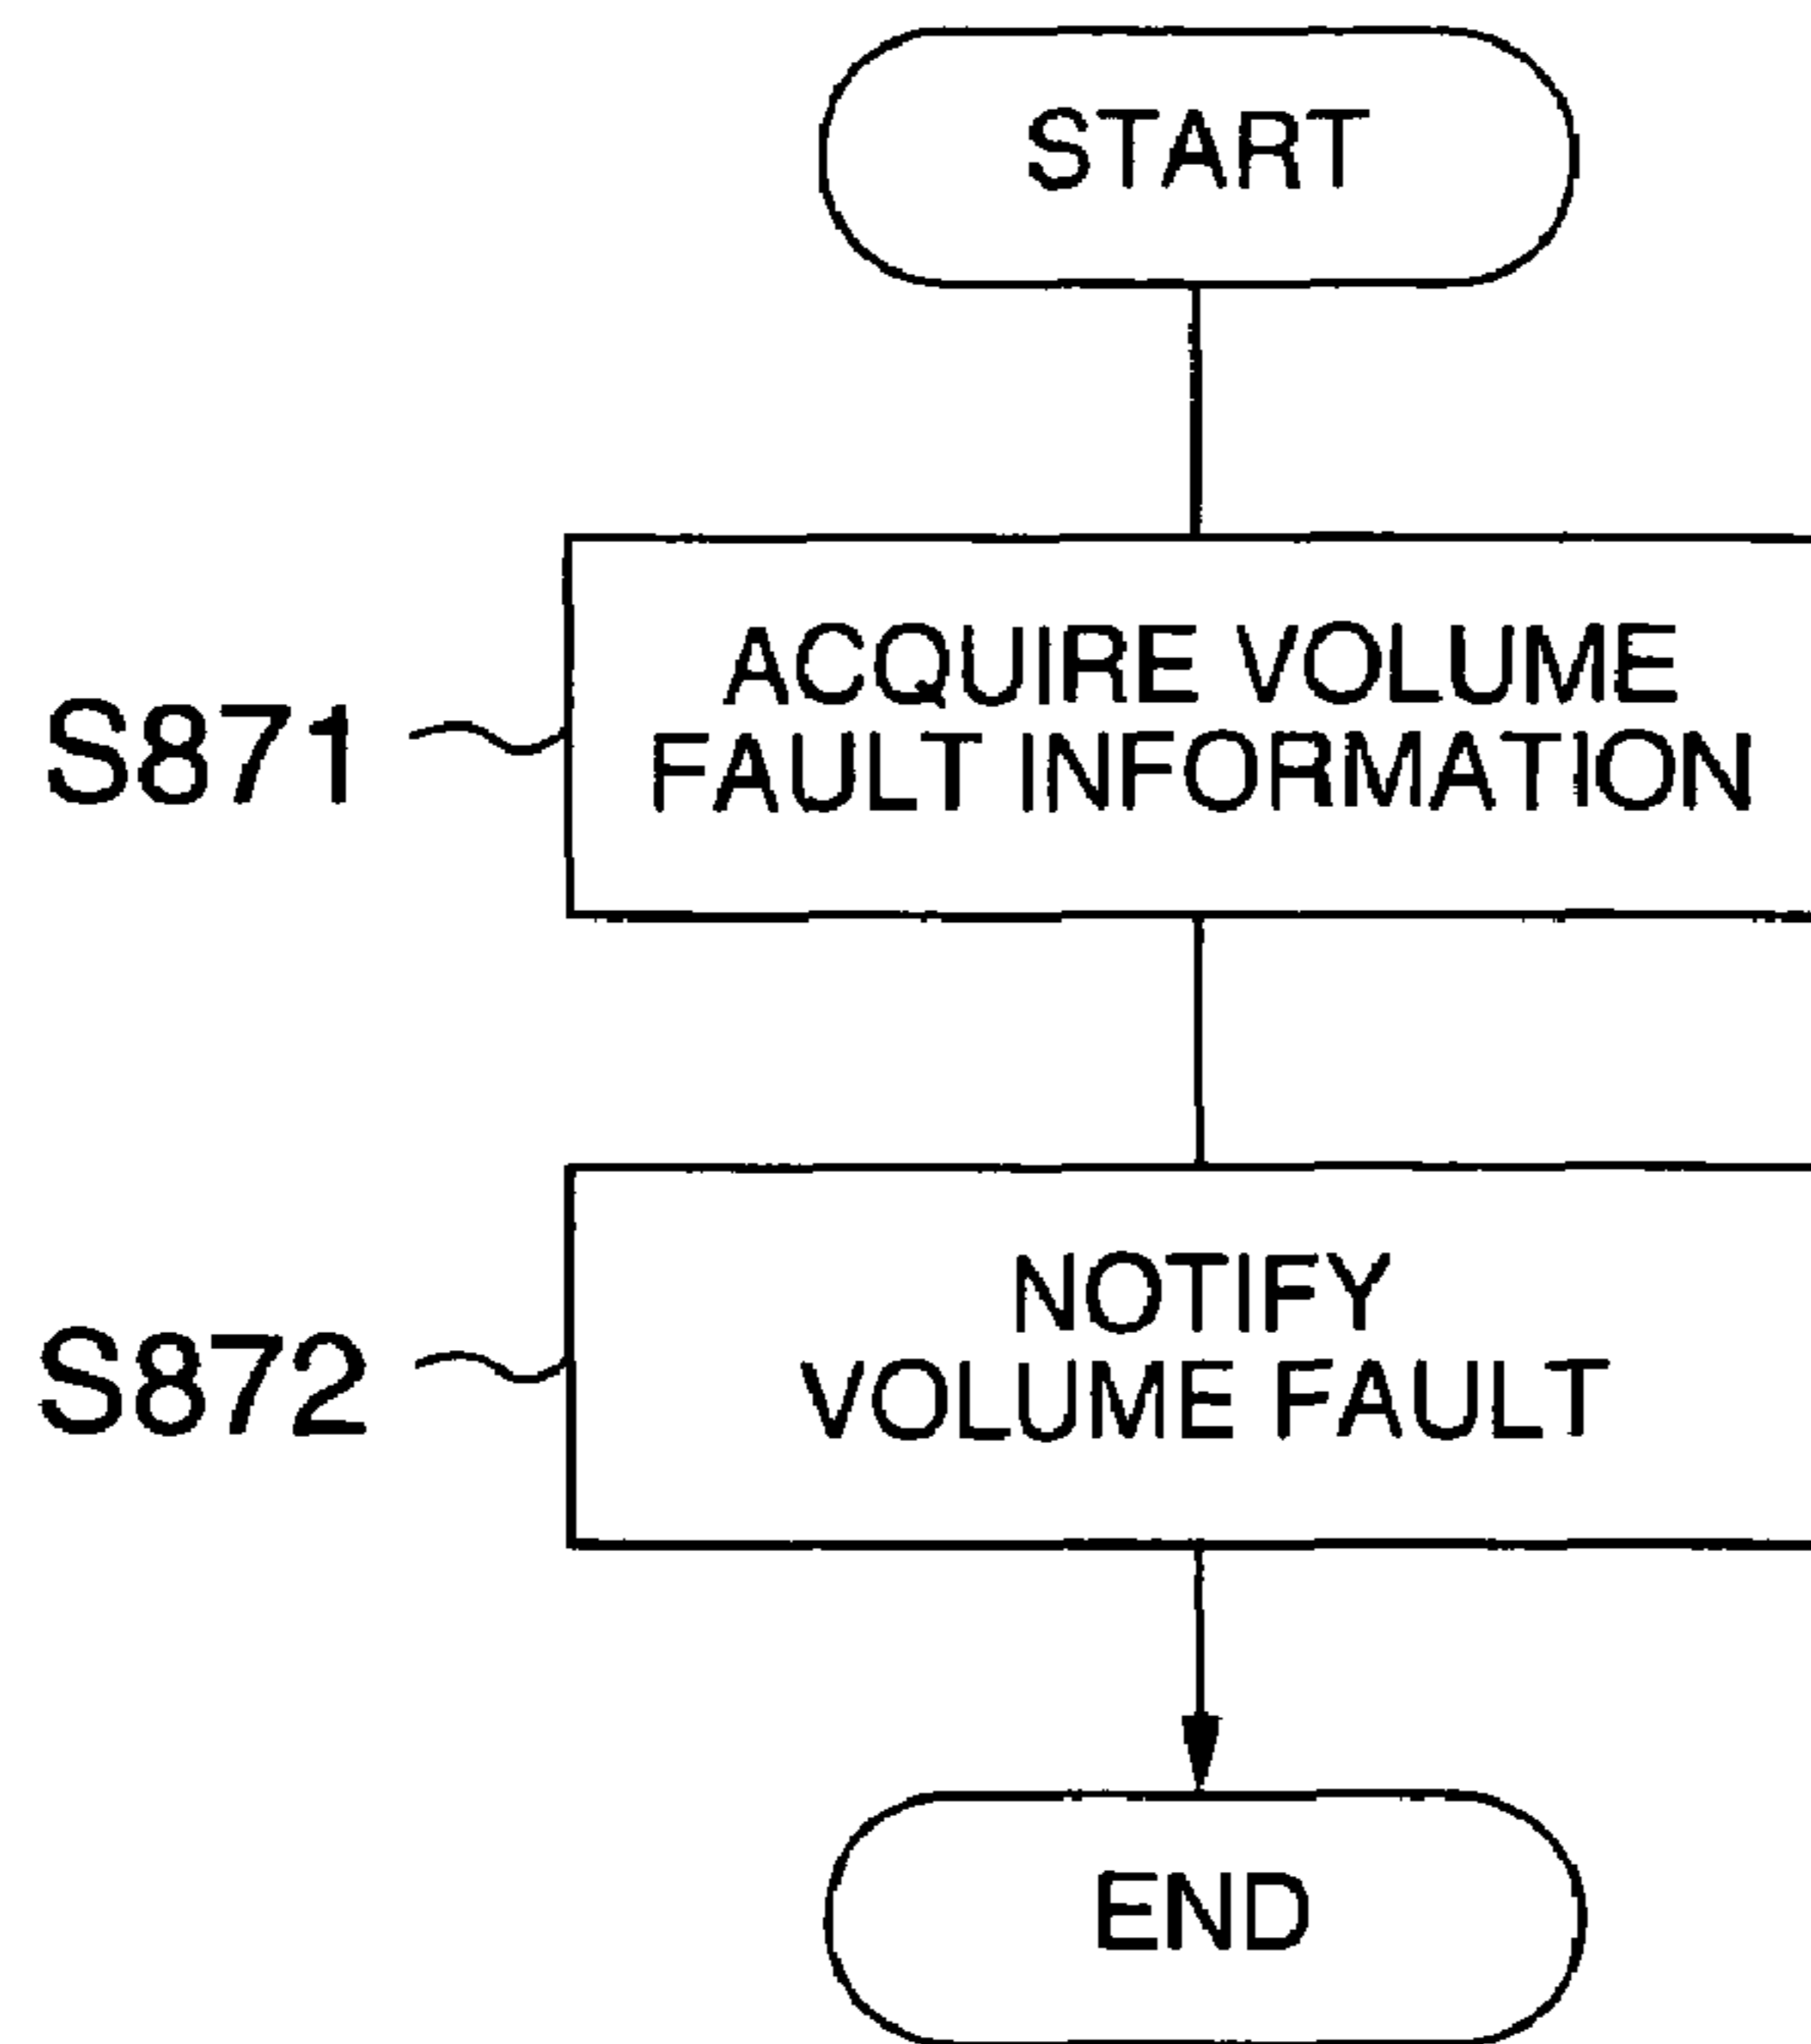 START
S871
ACQUIRE VOLUME
FAULT INFORMATION
S872
NOTIFY
VOLUME FAULT
END